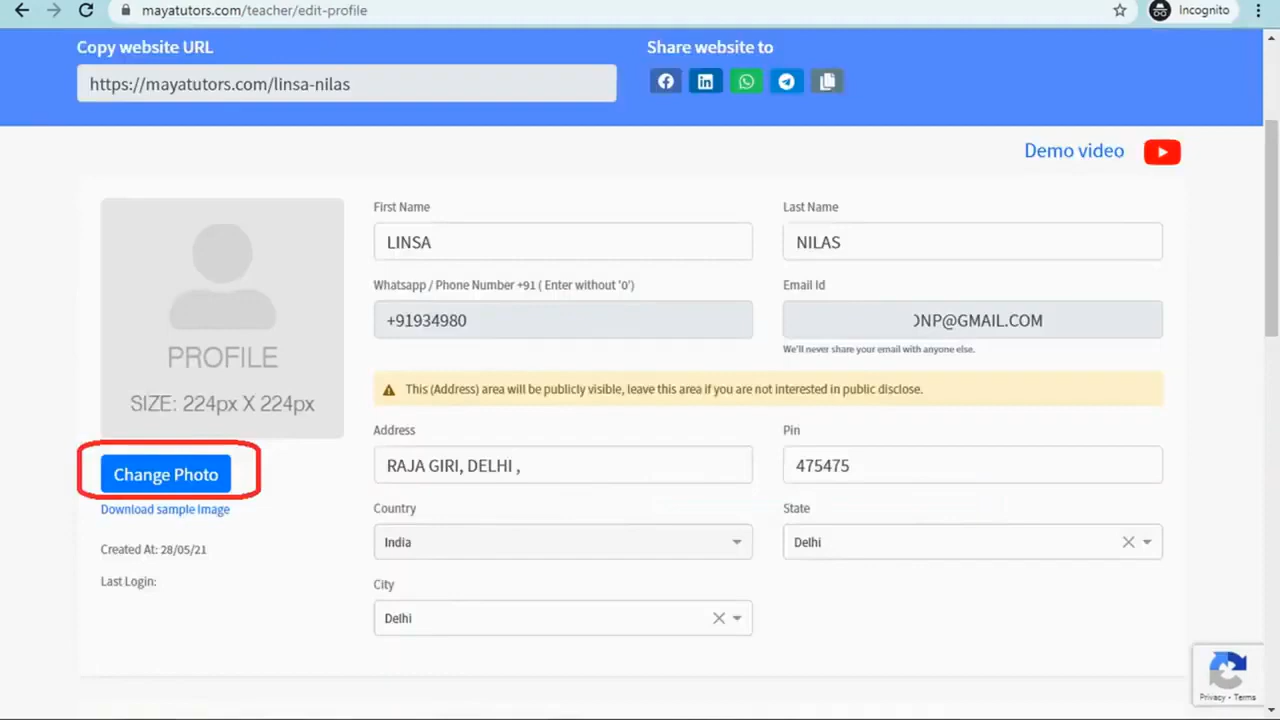 mayatutors.com/teacher/edit-profile
Incognito
Copy website URL
Share website to
https://mayatutors.com/linsa-nilas
Demo video
PROFILE
SIZE: 224px X 224px
Change Photo
Download sample Image
Created At: 28/05/21
Last Login:
First Name
Last Name
LINSA
NILAS
Whatsapp / Phone Number +91 ( Enter without '0')
Email Id
+91934980
NP@GMAIL.COM
We'll never share your email with anyone else.
This (Address) area will be publicly visible, leave this area if you are not interested in public disclose.
Address
Pin
RAJA GIRI, DELHI ,
475475
Country
State
India
Delhi
City
Delhi
Privacy - Terms